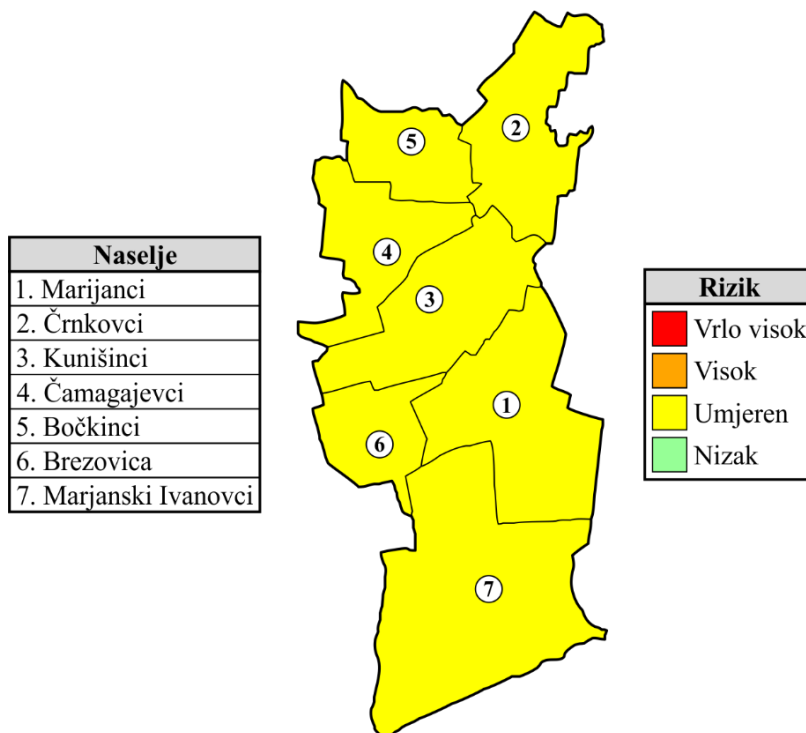 Naselje
1. Marijanci
2. Črnkovci
3. Kunišinci
4. Čamagajevci
5. Bočkinci
6. Brezovica
7. Marjanski Ivanovci
2
5
4
3
1
6
7
Rizik
Vrlo visok
Visok
Umjeren
Nizak